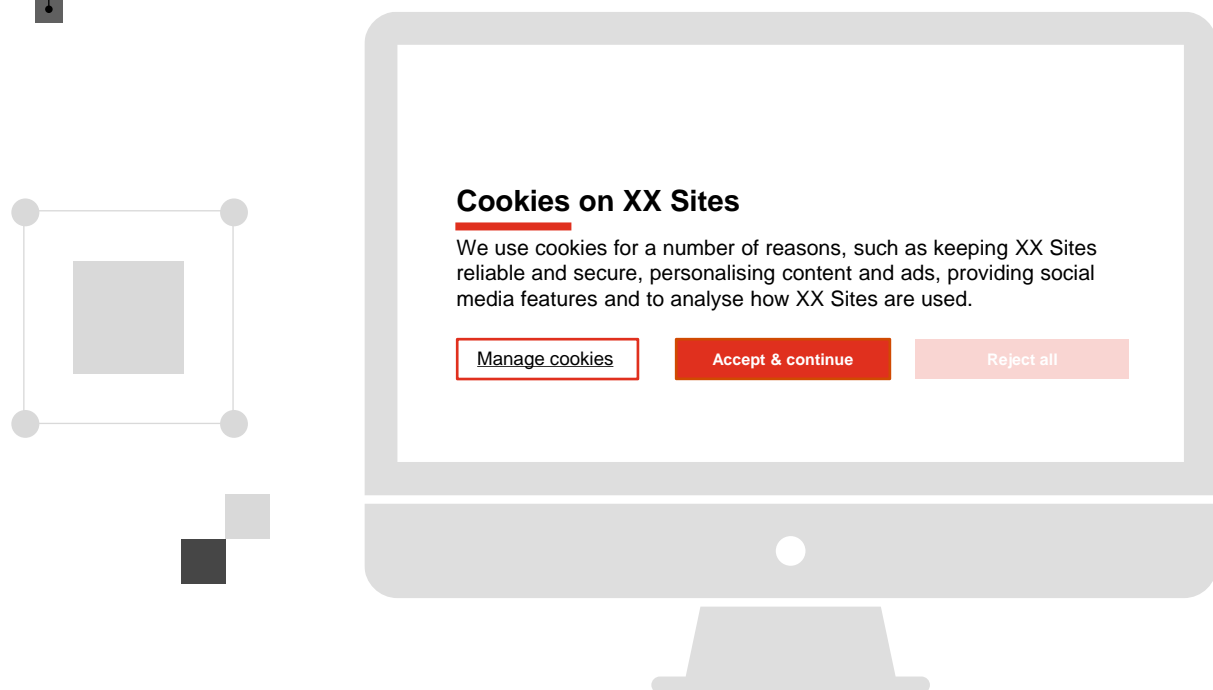 Cookies on XX Sites
We use cookies for a number of reasons, such as keeping XX Sites
reliable and secure, personalising content and ads, providing social
media features and to analyse how XX Sites are used.
Manage cookies Accept & continue Reject all